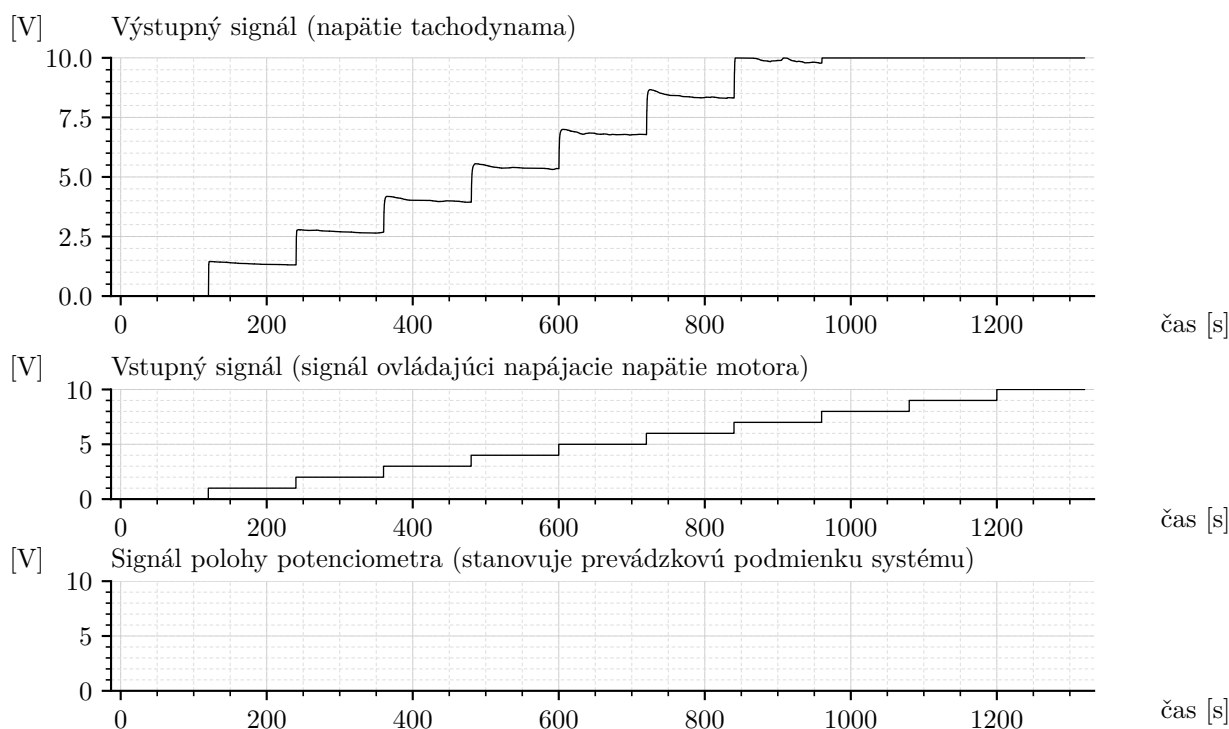 [V] Výstupný signál (napätie tachodynama)
10.0
7.5
5.0
2.5
0.0
0 200 400 600 800 1000 1200
čas [s]
[V] Vstupný signál (signál ovládajúci napájacie napätie motora)
10
5
0
0 200 400 600 800 1000 1200
čas [s]
[V] Signál polohy potenciometra (stanovuje prevádzkovú podmienku systému)
10
5
0
0 200 400 600 800 1000 1200
čas [s]